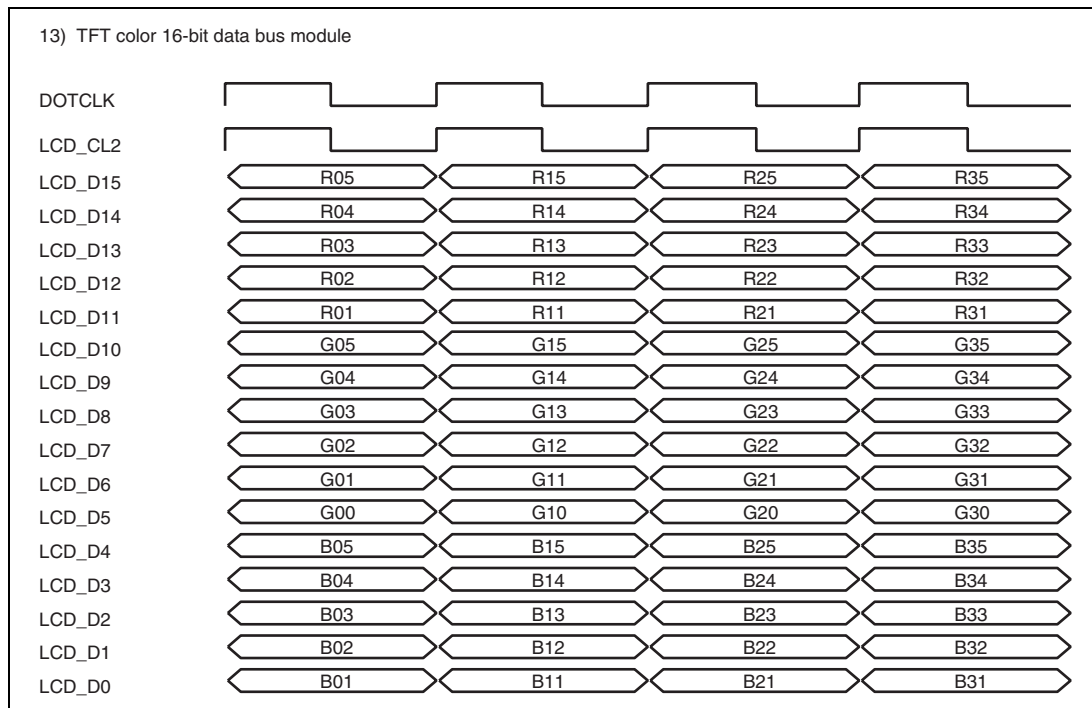 13) TFT color 16-bit data bus module
DOTCLK
LCD_CL2
LCD_D15 R05 R15 R25 R35
LCD_D14 R04 R14 R24 R34
LCD_D13 R03 R13 R23 R33
LCD_D12 R02 R12 R22 R32
LCD_D11 R01 R11 R21 R31
LCD_D10 G05 G15 G25 G35
LCD_D9 G04 G14 G24 G34
LCD_D8 G03 G13 G23 G33
LCD_D7 G02 G12 G22 G32
LCD_D6 G01 G11 G21 G31
LCD_D5 G00 G10 G20 G30
LCD_D4 B05 B15 B25 B35
LCD_D3 B04 B14 B24 B34
LCD_D2 B03 B13 B23 B33
LCD_D1 B02 B12 B22 B32
LCD_D0 B01 B11 B21 B31